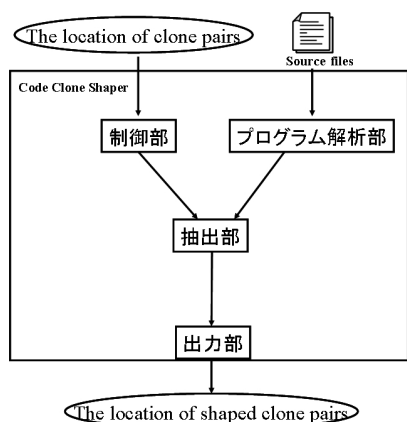 The location of clone pairs
Source files
Code Clone Shaper
制御部
プログラム解析部
抽出部
出力部
The location of shaped clone pairs